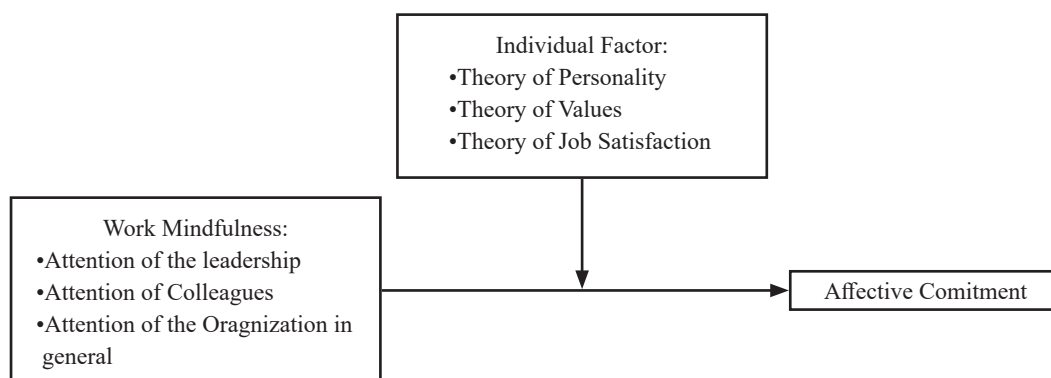 Individual Factor:
•Theory of Personality
•Theory of Values
•Theory of Job Satisfaction
Work Mindfulness:
•Attention of the leadership
•Attention of Colleagues
•Attention of the Oragnization in
general
Affective Comitment